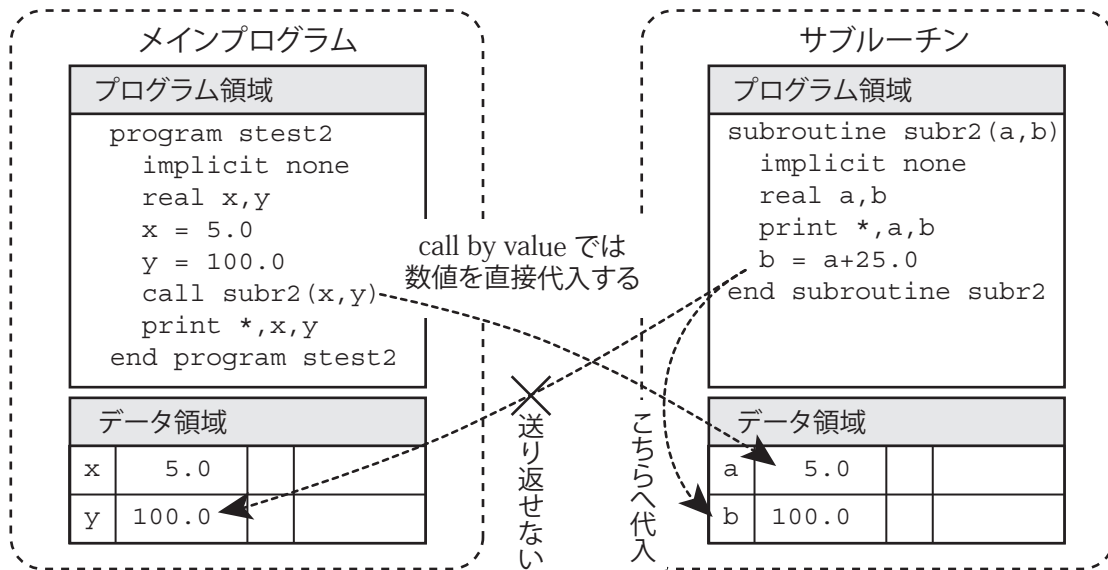 メインプログラム
プログラム領域
program stest2
implicit none
real x,y
x = 5.0
y = 100.0
call subr2(x,y)
print *,x,y
end program stest2
データ領域
x 5.0
y 100.0
call by value では
数値を直接代入する
送り返せない
こちらへ代入
サブルーチン
プログラム領域
subroutine subr2(a,b)
implicit none
real a,b
print *,a,b
b = a+25.0
end subroutine subr2
データ領域
a 5.0
b 100.0